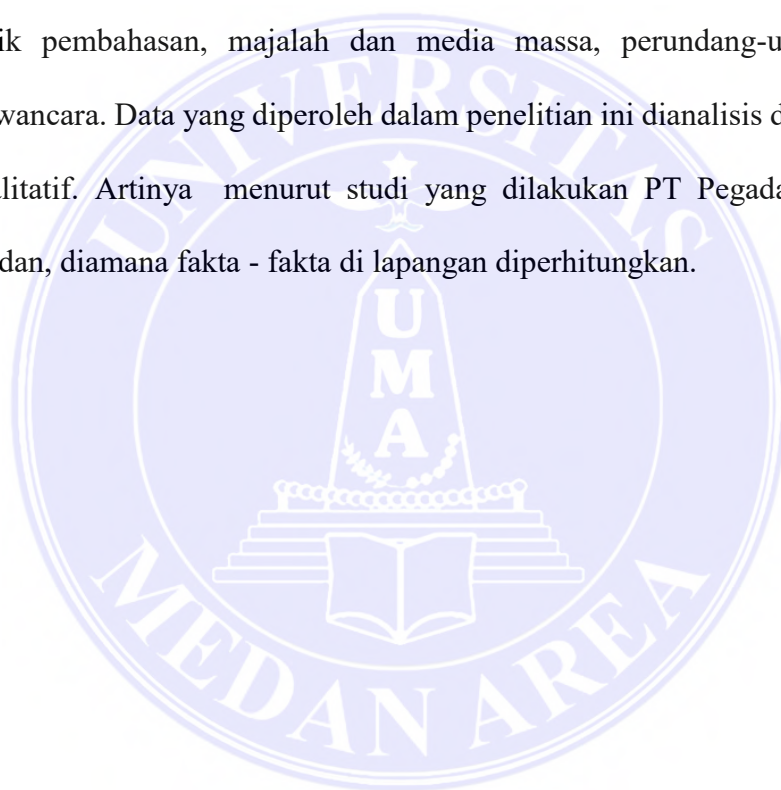 ik pembahasan, majalah dan media massa, perundang-u
wancara. Data yang diperoleh dalam penelitian ini dianalisis d
litatif. Artinya menurut studi yang dilakukan PT Pegada
dan, diamana fakta - fakta di lapangan diperhitungkan.
UNIVERSITAS
U
M
A
MEDAN AREA